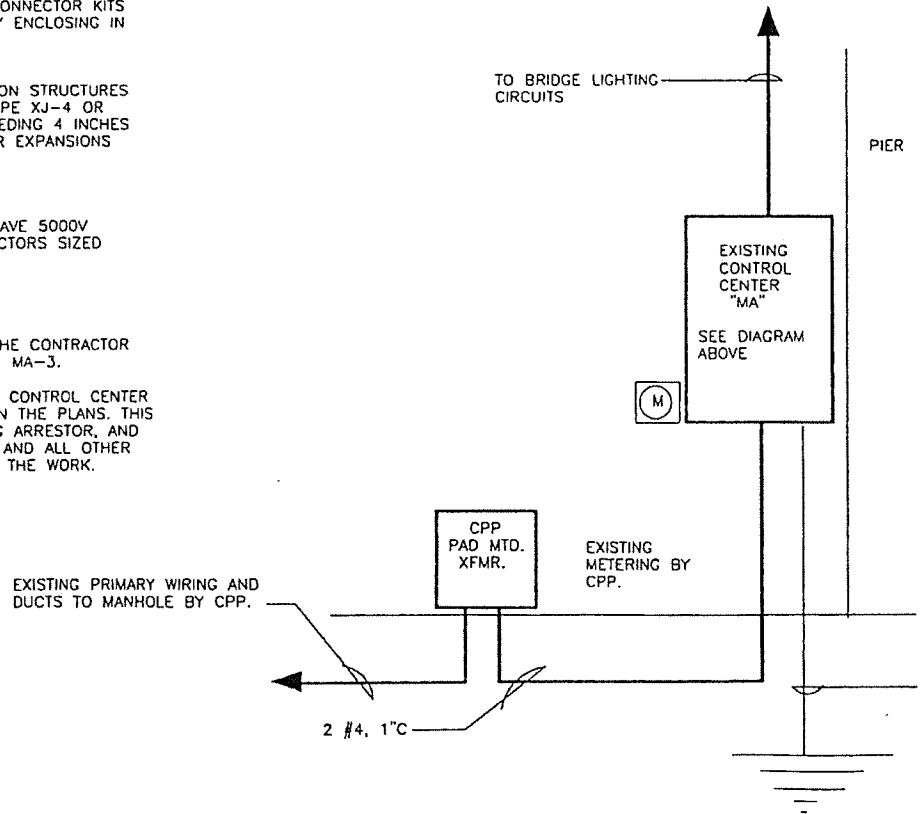 ONNECTOR KITS
ENCLOSING IN
ON STRUCTURES
PE XJ-4 OR
EEDING 4 INCHES
R EXPANSIONS
AVE 5000V
CTORS SIZED
HE CONTRACTOR
MA-3.
CONTROL CENTER
N THE PLANS. THIS
G ARRESTOR, AND
AND ALL OTHER
THE WORK.
TO BRIDGE LIGHTING
CIRCUITS
PIER
EXISTING
CONTROL
CENTER
"MA"
SEE DIAGRAM
ABOVE
M
CPP
PAD MTD.
XFMR.
EXISTING
METERING BY
CPP.
EXISTING PRIMARY WIRING AND
DUCTS TO MANHOLE BY CPP.
2 #4, 1"C